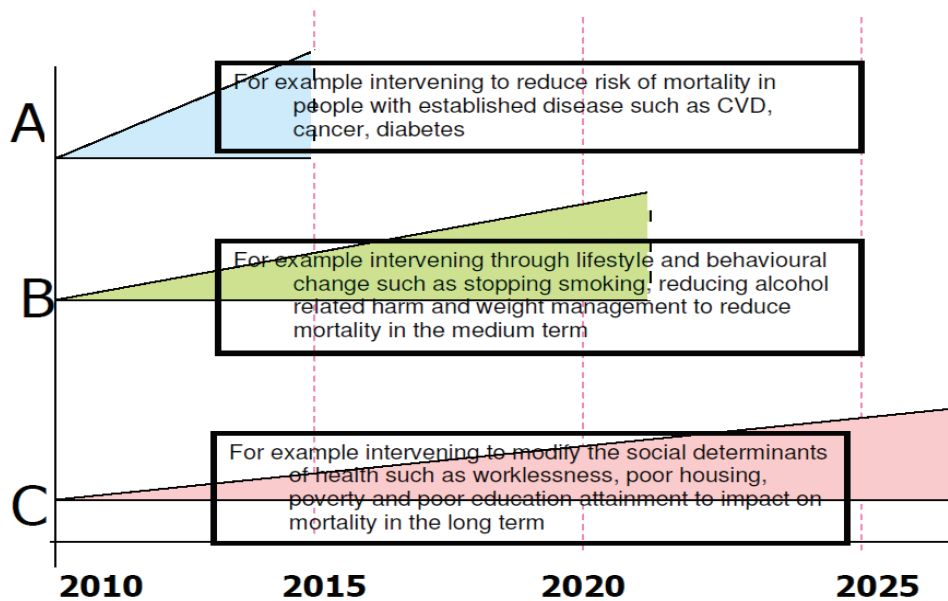 A
For example intervening to reduce risk of mortality in
people with established disease such as CVD,
cancer, diabetes
B
For example intervening through lifestyle and behavioural
change such as stopping smoking, reducing alcohol
related harm and weight management to reduce
mortality in the medium term
C
For example intervening to modify the social determinants
of health such as worklessness, poor housing,
poverty and poor education attainment to impact on
mortality in the long term
2010 2015 2020 2025